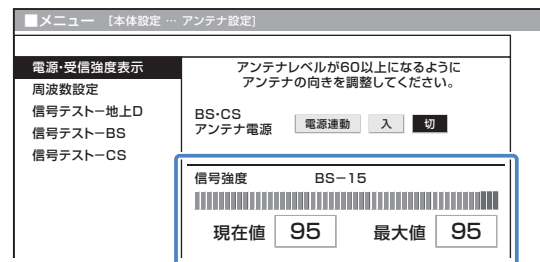 ■メニュー [本体設定 … アンテナ設定]
電源・受信強度表示
周波数設定
信号テストー地上D
信号テストーBS
信号テストーCS
アンテナレベルが60以上になるように
アンテナの向きを調整してください。
BS・CS
アンテナ電源 電源連動 入 切
信号強度 BS－15
現在値 95 最大値 95